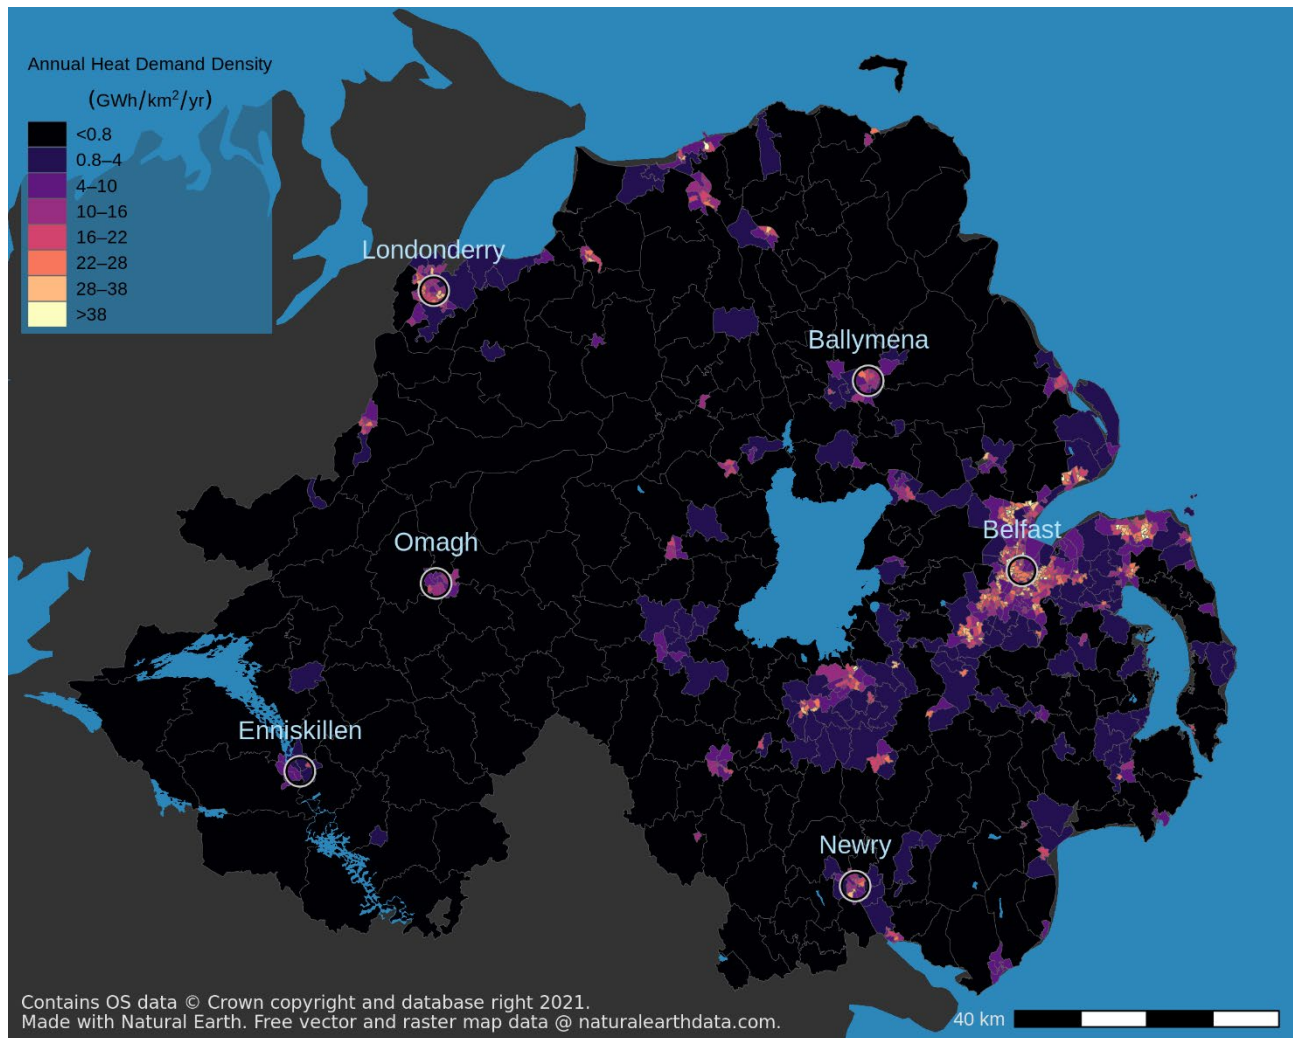 Annual Heat Demand Density
(GWh/km²/yr)
<0.8
0.8–4
4–10
10–16
16–22
22–28
28–38
>38
Londonderry
Ballymena
Belfast
Omagh
Enniskillen
Newry
Contains OS data © Crown copyright and database right 2021.
Made with Natural Earth. Free vector and raster map data @ naturalearthdata.com.
40 km